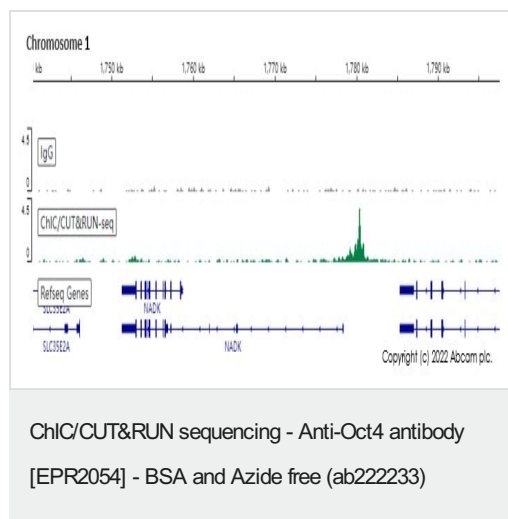 Chromosome 1
kb 1,750 kb 1,760 kb 1,770 kb 1,780 kb 1,790 kb
4.5
IgG
0
4.5
ChIC/CUT&RUN-seq
0
Refseq Genes
SLC35E2A NADK
SLC35E2A NADK
Copyright (c) 2022 Abcam plc.
ChIC/CUT&RUN sequencing - Anti-Oct4 antibody
[EPR2054] - BSA and Azide free (ab222233)